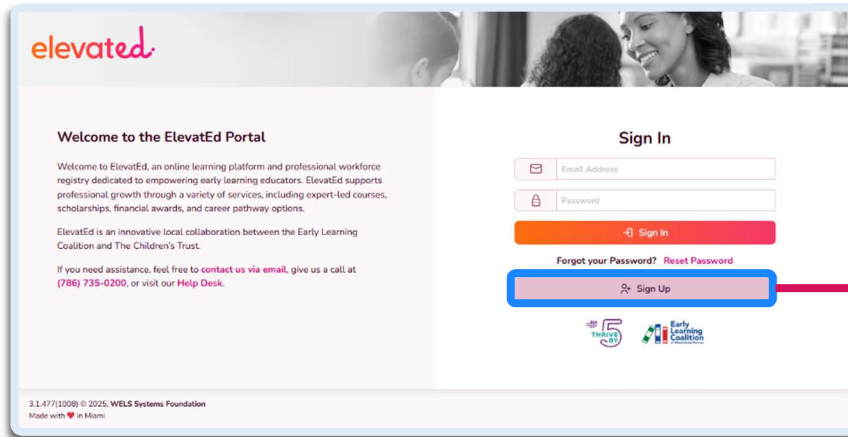 elevated
Welcome to the ElevatEd Portal
Welcome to ElevatEd, an online learning platform and professional workforce
registry dedicated to empowering early learning educators. ElevatEd supports
professional growth through a variety of services, including expert-led courses,
scholarships, financial awards, and career pathway options.
ElevatEd is an innovative local collaboration between the Early Learning
Coalition and The Children's Trust.
If you need assistance, feel free to contact us via email, give us a call at
(786) 735-0200, or visit our Help Desk.
Sign In
Email Address
Password
Sign In
Forgot your Password? Reset Password
Sign Up
THRIVE
BY
5
Early
Learning
Coalition
3.1.477(1008) © 2025, WELS Systems Foundation
Made with ❤ in Miami